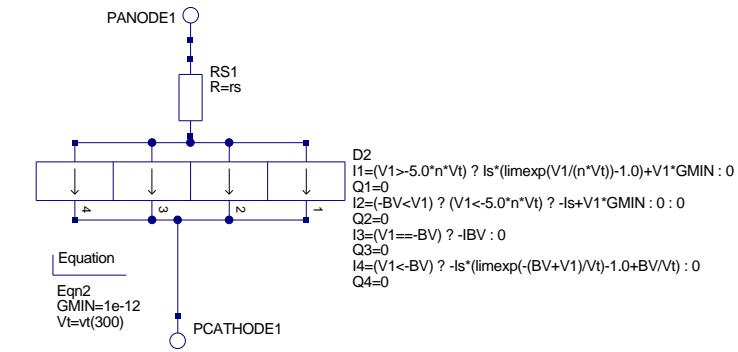 PANODE1
RS1
R=rs
D2
I1=(V1>-5.0*n*Vt) ? Is*(limexp(V1/(n*Vt))-1.0)+V1*GMIN : 0
Q1=0
I2=(-BV<V1) ? (V1<-5.0*n*Vt) ? -Is+V1*GMIN : 0 : 0
Q2=0
I3=(V1==-BV) ? -IBV : 0
Q3=0
I4=(V1<-BV) ? -Is*(limexp(-(BV+V1)/Vt)-1.0+BV/Vt) : 0
Q4=0
4 3 2 1
Equation
Eqn2
GMIN=1e-12
Vt=vt(300)
PCATHODE1